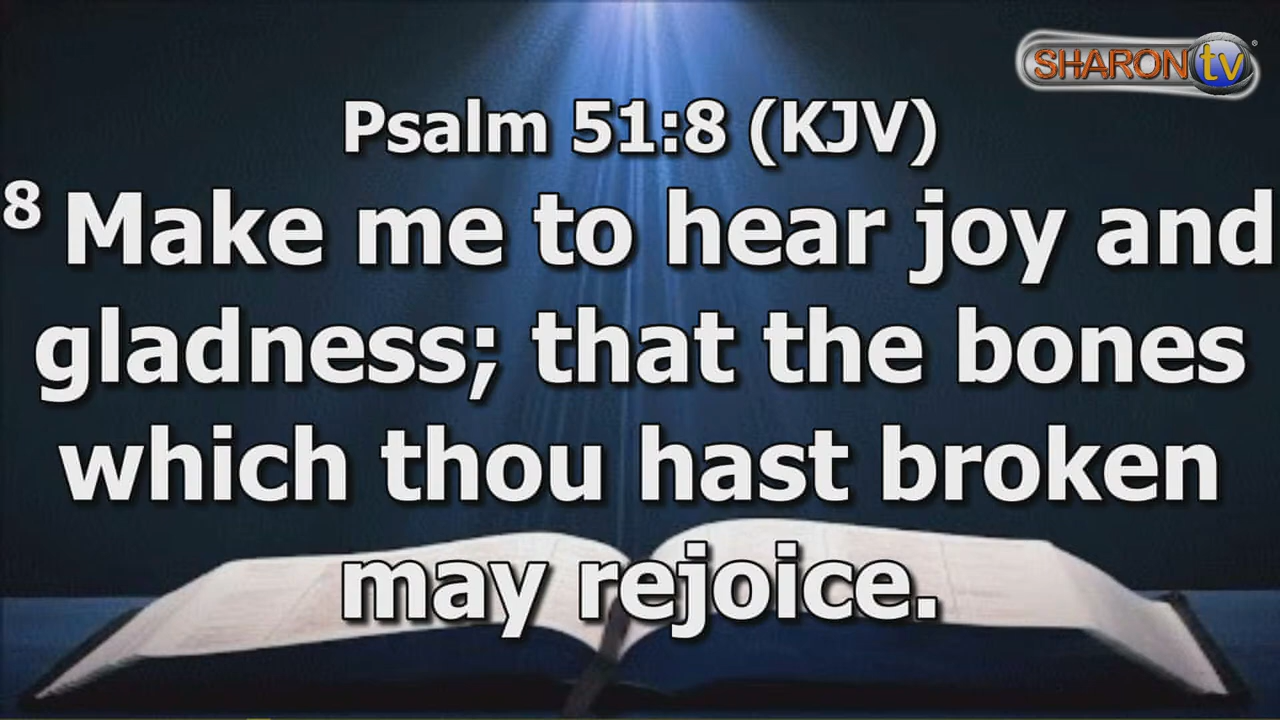 SHARON tv
Psalm 51:8 (KJV)
8 Make me to hear joy and
gladness; that the bones
which thou hast broken
may rejoice.